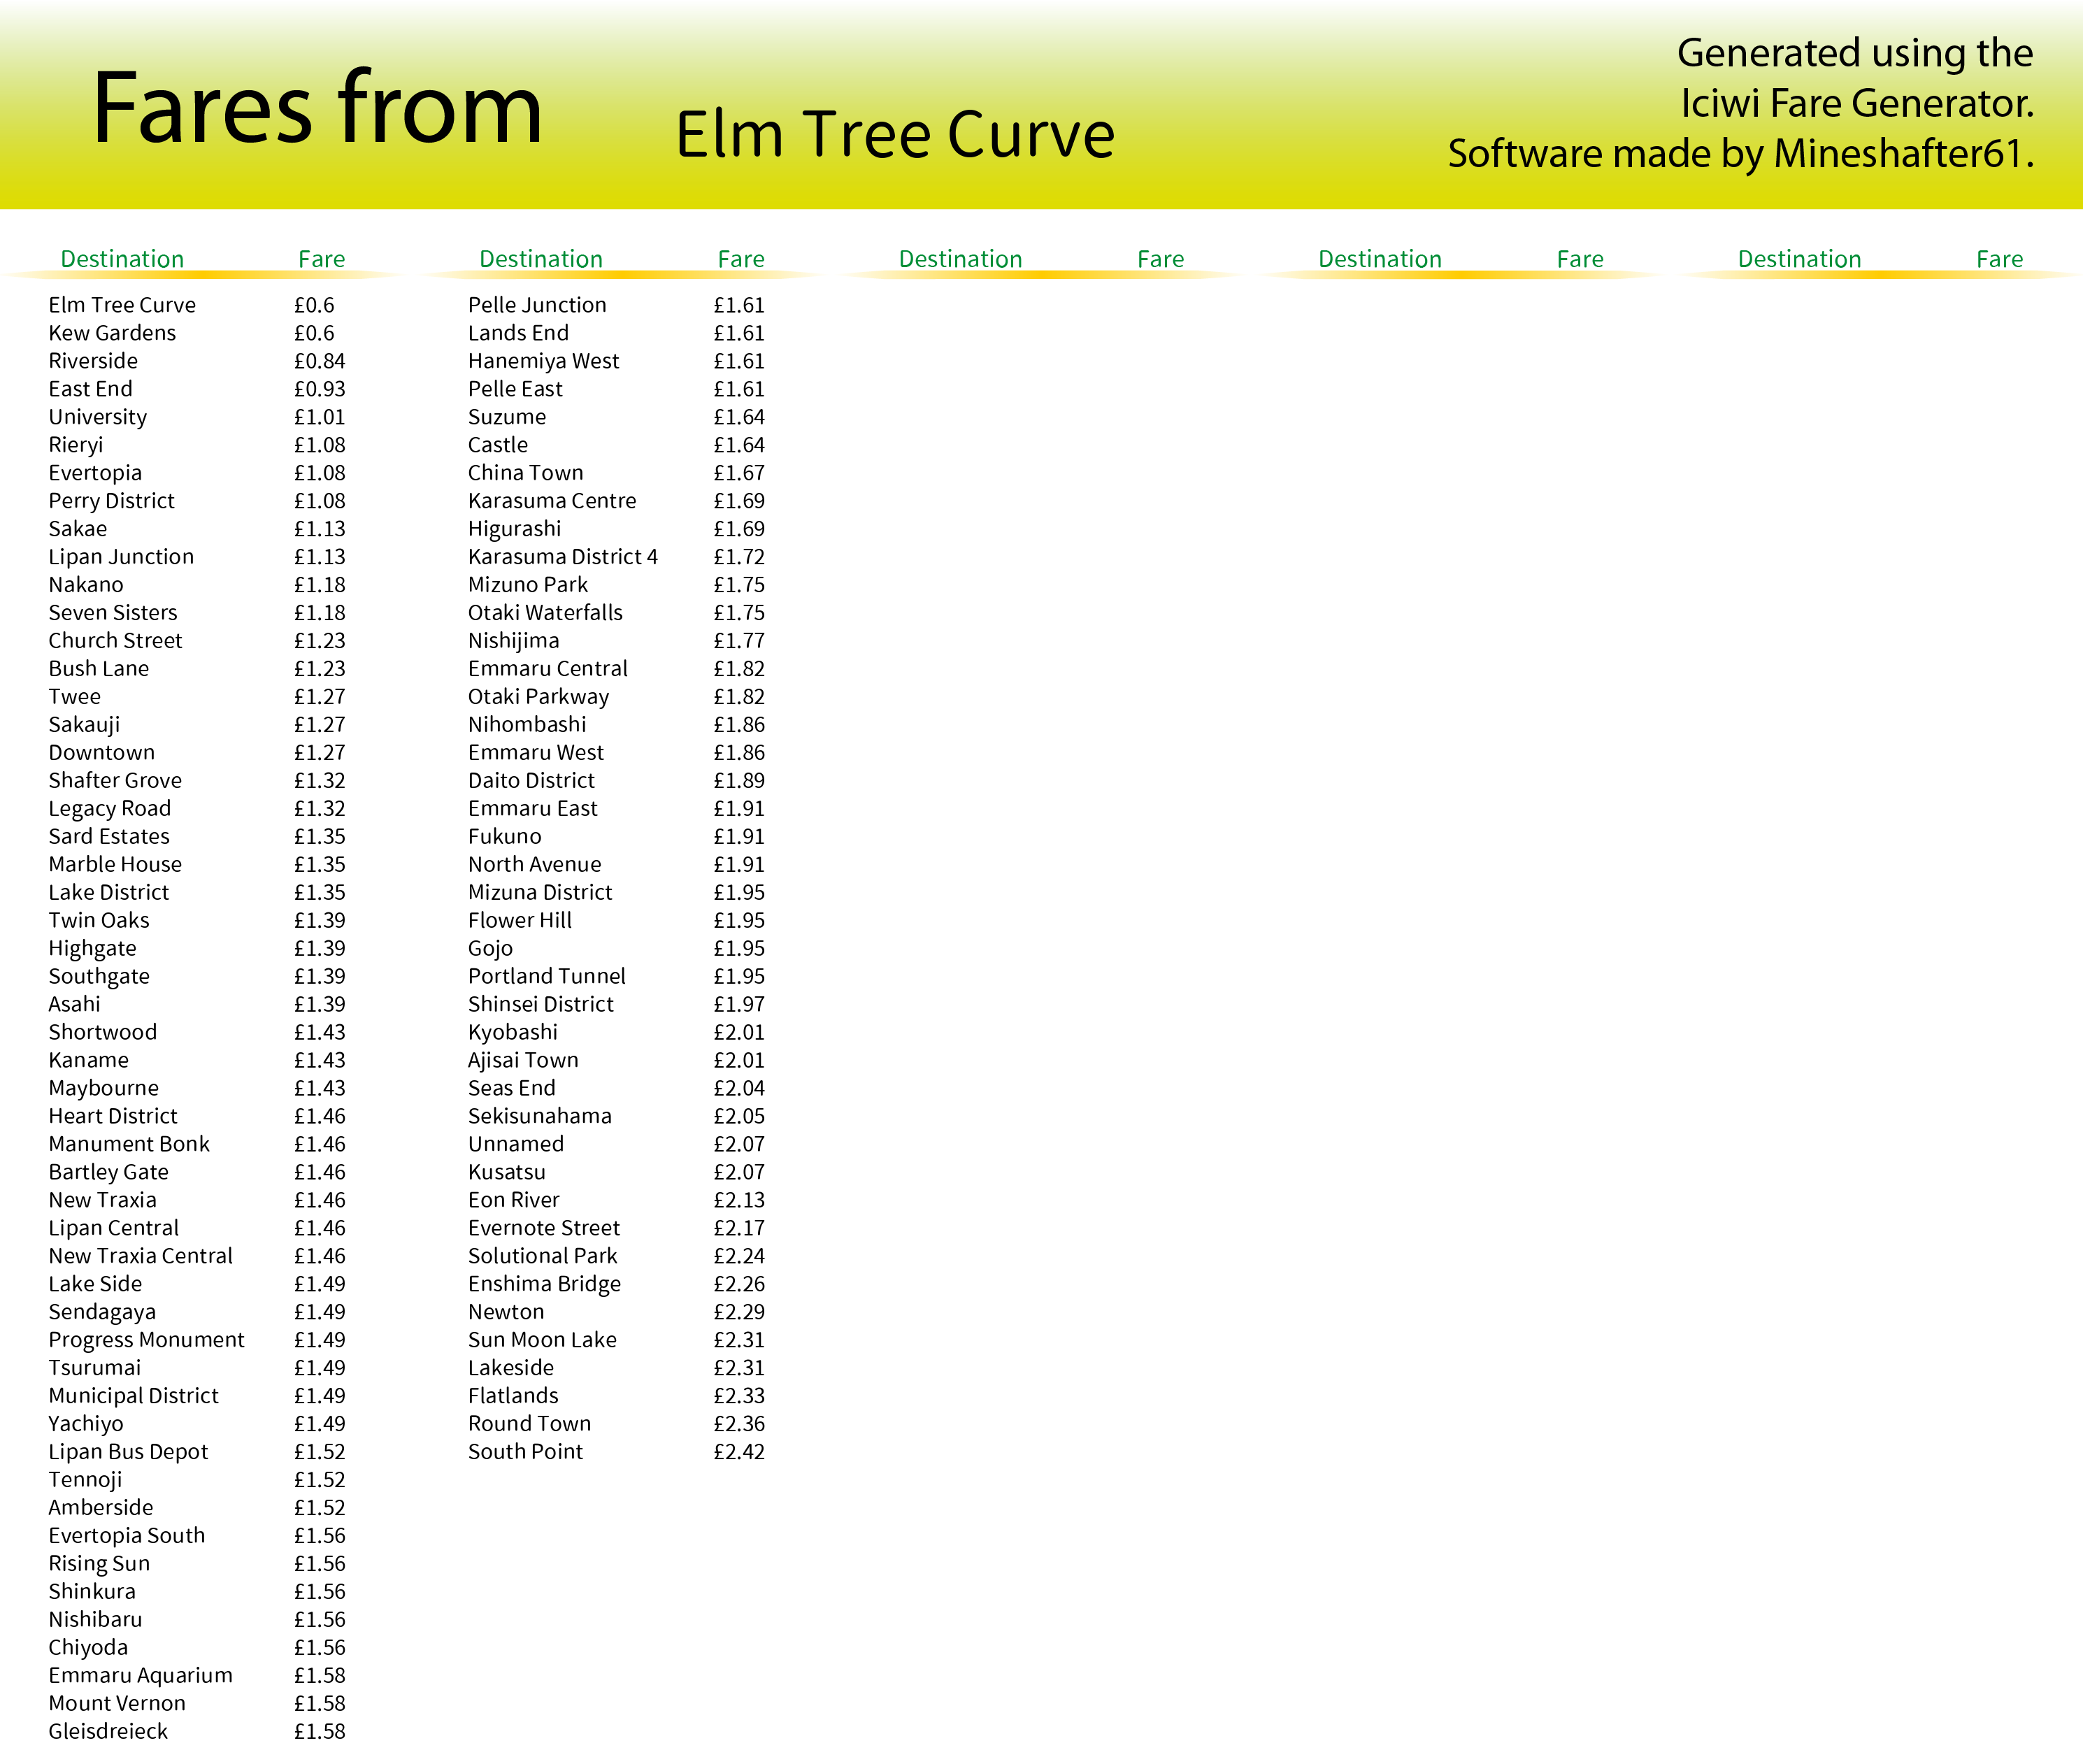 Fares from
Elm Tree Curve
Generated using the
Iciwi Fare Generator.
Software made by Mineshafter61.
Destination Fare
Elm Tree Curve £0.6
Kew Gardens £0.6
Riverside £0.84
East End £0.93
University £1.01
Rieryi £1.08
Evertopia £1.08
Perry District £1.08
Sakae £1.13
Lipan Junction £1.13
Nakano £1.18
Seven Sisters £1.18
Church Street £1.23
Bush Lane £1.23
Twee £1.27
Sakauji £1.27
Downtown £1.27
Shafter Grove £1.32
Legacy Road £1.32
Sard Estates £1.35
Marble House £1.35
Lake District £1.35
Twin Oaks £1.39
Highgate £1.39
Southgate £1.39
Asahi £1.39
Shortwood £1.43
Kaname £1.43
Maybourne £1.43
Heart District £1.46
Manument Bonk £1.46
Bartley Gate £1.46
New Traxia £1.46
Lipan Central £1.46
New Traxia Central £1.46
Lake Side £1.49
Sendagaya £1.49
Progress Monument £1.49
Tsurumai £1.49
Municipal District £1.49
Yachiyo £1.49
Lipan Bus Depot £1.52
Tennoji £1.52
Amberside £1.52
Evertopia South £1.56
Rising Sun £1.56
Shinkura £1.56
Nishibaru £1.56
Chiyoda £1.56
Emmaru Aquarium £1.58
Mount Vernon £1.58
Gleisdreieck £1.58
Destination Fare
Pelle Junction £1.61
Lands End £1.61
Hanemiya West £1.61
Pelle East £1.61
Suzume £1.64
Castle £1.64
China Town £1.67
Karasuma Centre £1.69
Higurashi £1.69
Karasuma District 4 £1.72
Mizuno Park £1.75
Otaki Waterfalls £1.75
Nishijima £1.77
Emmaru Central £1.82
Otaki Parkway £1.82
Nihombashi £1.86
Emmaru West £1.86
Daito District £1.89
Emmaru East £1.91
Fukuno £1.91
North Avenue £1.91
Mizuna District £1.95
Flower Hill £1.95
Gojo £1.95
Portland Tunnel £1.95
Shinsei District £1.97
Kyobashi £2.01
Ajisai Town £2.01
Seas End £2.04
Sekisunahama £2.05
Unnamed £2.07
Kusatsu £2.07
Eon River £2.13
Evernote Street £2.17
Solutional Park £2.24
Enshima Bridge £2.26
Newton £2.29
Sun Moon Lake £2.31
Lakeside £2.31
Flatlands £2.33
Round Town £2.36
South Point £2.42
Destination Fare
Destination Fare
Destination Fare